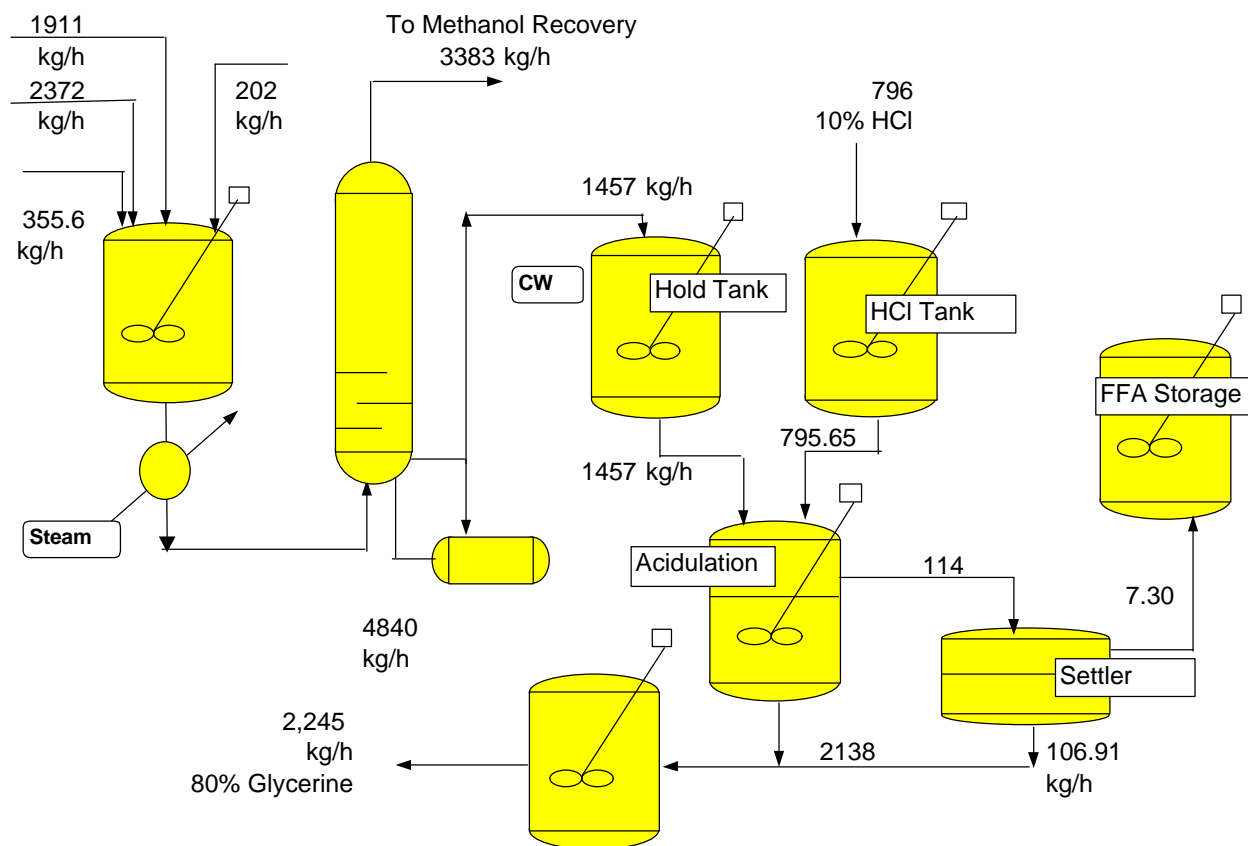 1911
kg/h
To Methanol Recovery
3383 kg/h
2372
kg/h
202
kg/h
796
10% HCl
355.6
kg/h
1457 kg/h
CW
Hold Tank
HCl Tank
FFA Storage
795.65
1457 kg/h
Steam
Acidulation
114
7.30
4840
kg/h
Settler
2,245
kg/h
80% Glycerine
2138
106.91
kg/h